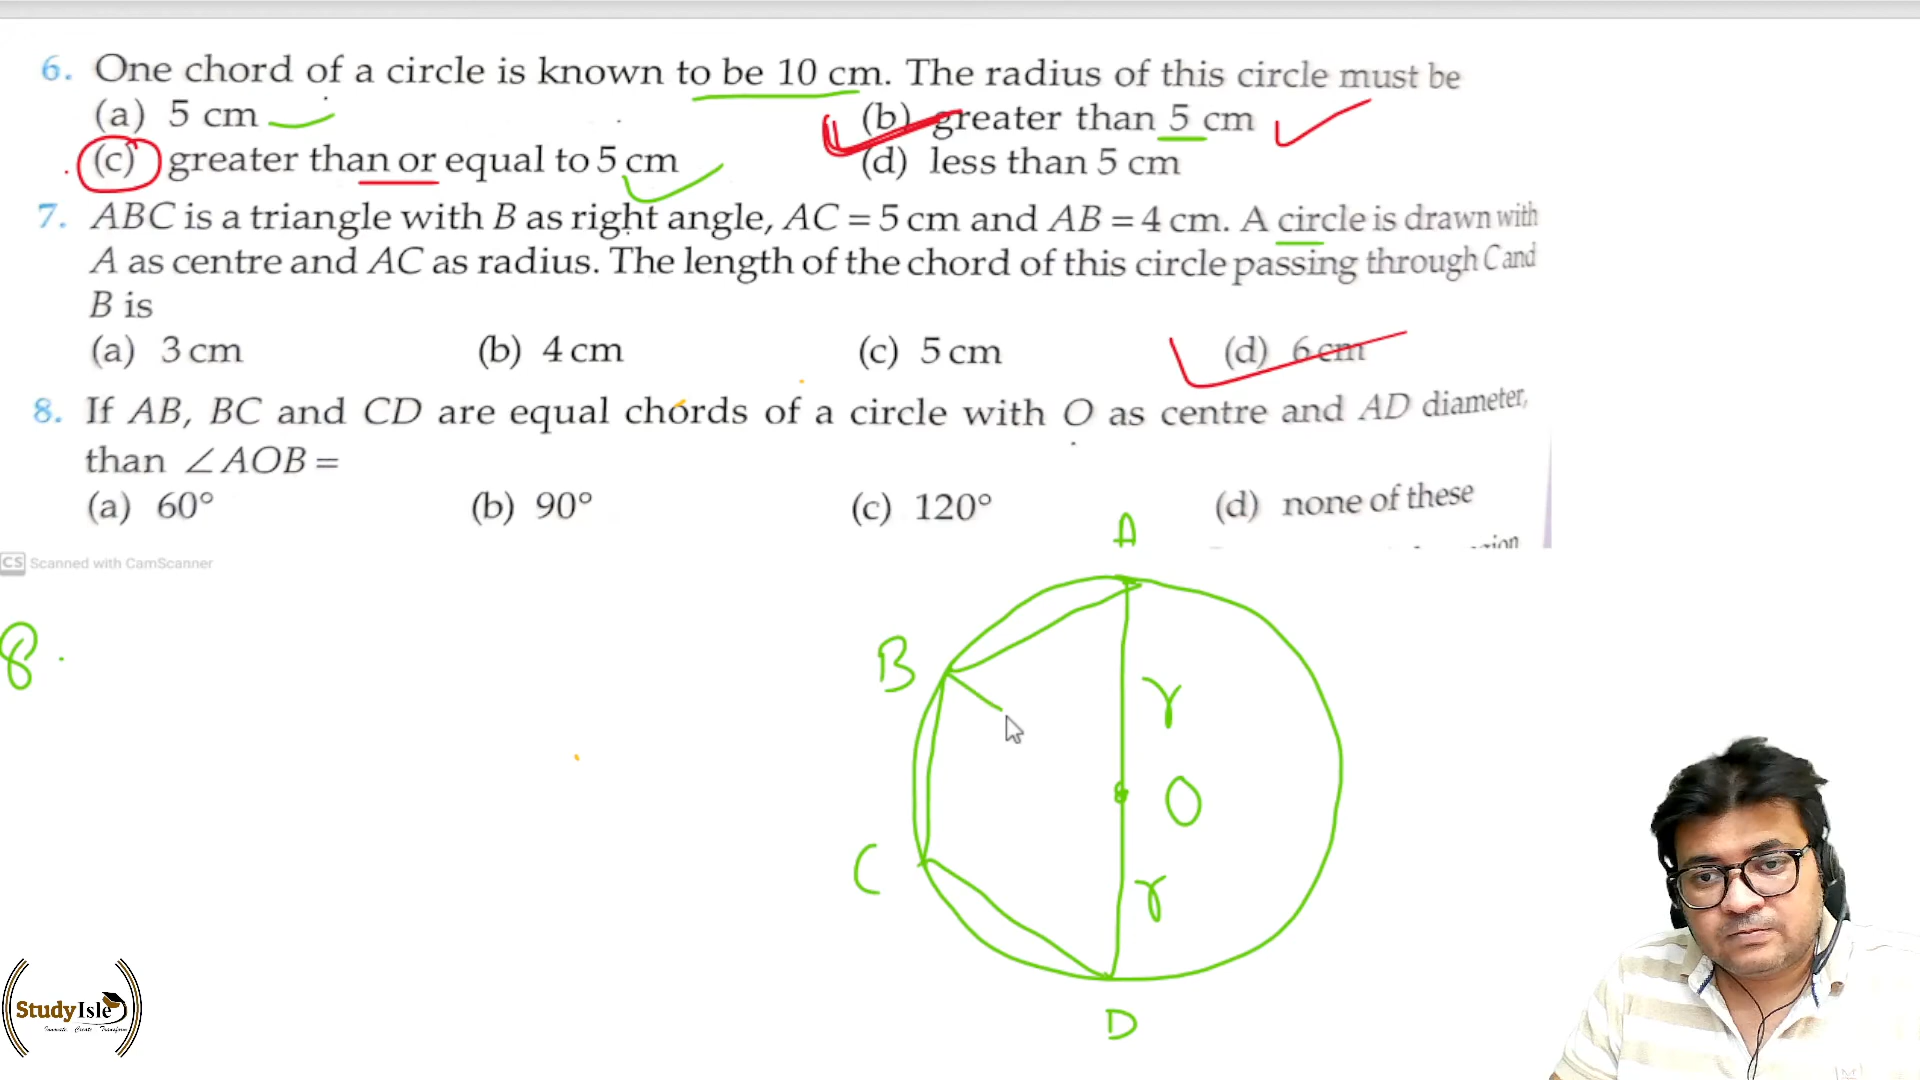 6. One chord of a circle is known to be 10 cm. The radius of this circle must be
(a) 5 cm (b) greater than 5 cm
(c) greater than or equal to 5 cm (d) less than 5 cm
7. ABC is a triangle with B as right angle, AC = 5 cm and AB = 4 cm. A circle is drawn with
A as centre and AC as radius. The length of the chord of this circle passing through C and
B is
(a) 3 cm (b) 4 cm (c) 5 cm (d) 6 cm
8. If AB, BC and CD are equal chords of a circle with O as centre and AD diameter,
than ∠AOB =
(a) 60° (b) 90° (c) 120° (d) none of these
CS Scanned with CamScanner
8.
A
B
r
O
C
r
D
StudyIsle